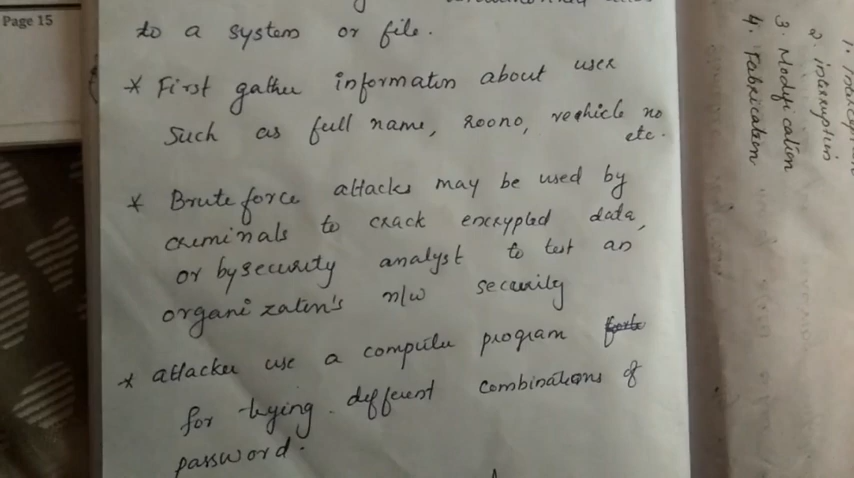 Page 15
to a system or file.
* First gather information about user
such as full name, roono, vechicle no
etc.
* Brute force attacks may be used by
criminals to crack encrypted data,
or by security analyst to test an
organization's n/w security
* attacker use a computer program
for trying different combinations of
password.
2. interruption
3. Modification
4. Fabrication